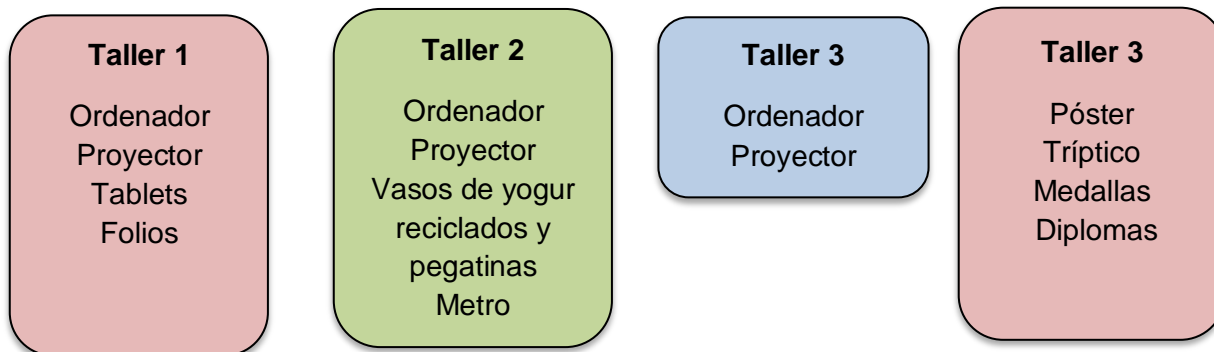 Taller 1
Ordenador
Proyector
Tablets
Folios
Taller 2
Ordenador
Proyector
Vasos de yogur
reciclados y
pegatinas
Metro
Taller 3
Ordenador
Proyector
Taller 3
Póster
Tríptico
Medallas
Diplomas